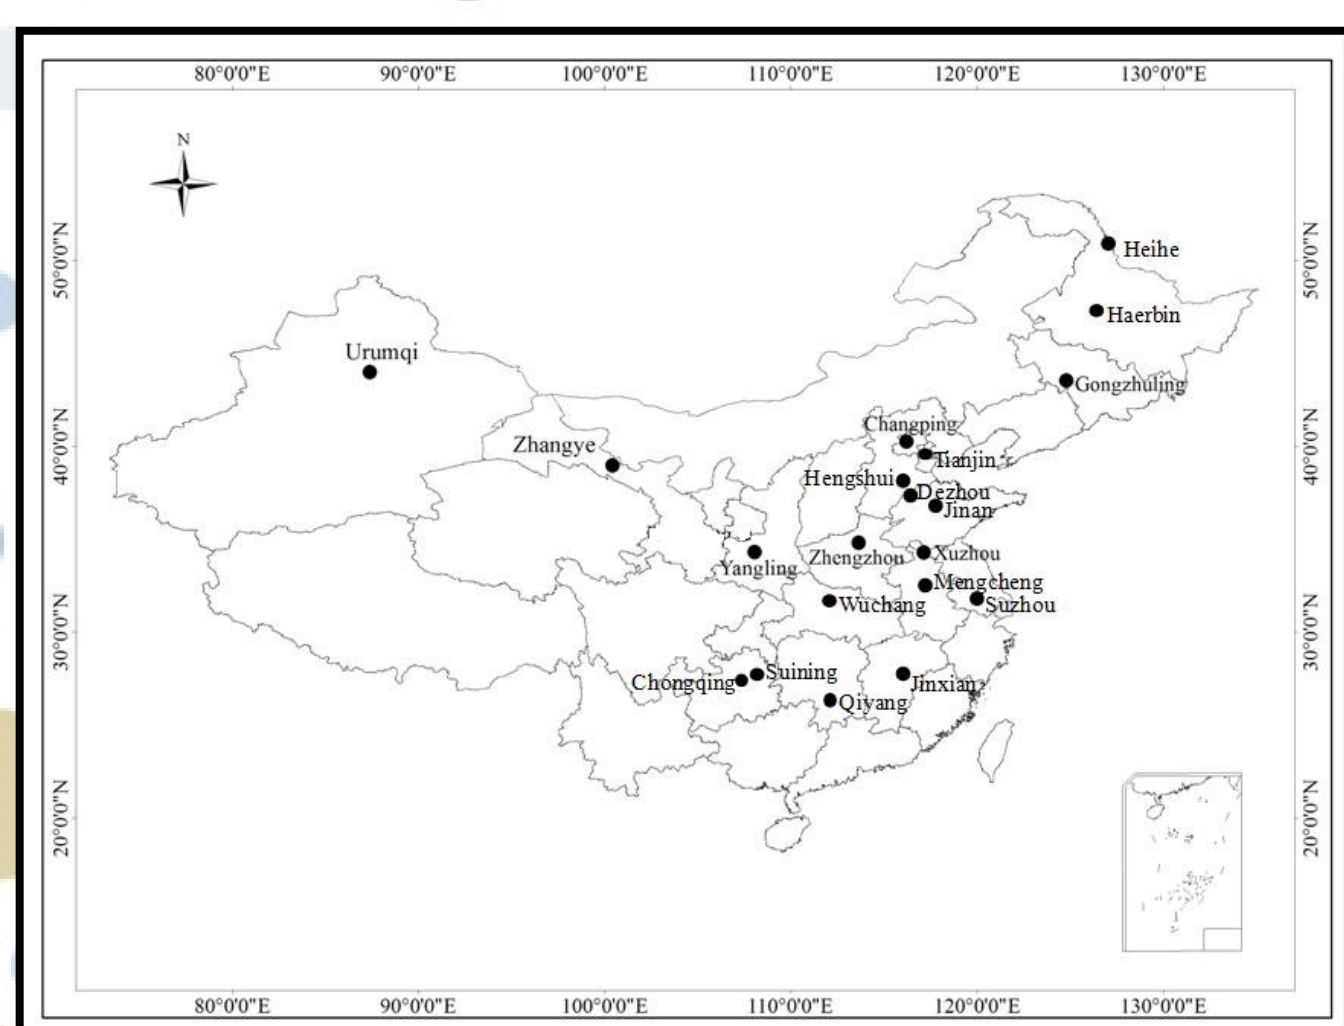 80°0'0"E 90°0'0"E 100°0'0"E 110°0'0"E 120°0'0"E 130°0'0"E
N
50°0'0"N
50°0'0"N
Heihe
Haerbin
Urumqi
Gongzhuling
Changping
40°0'0"N
Zhangye
40°0'0"N
Tianjin
Hengshui
Dezhou
Jinan
Zhengzhou
Xuzhou
Yangling
Mengcheng
Wuchang
Suzhou
30°0'0"N
30°0'0"N
Suining
Chongqing
Jinxian
Qiyang
20°0'0"N
20°0'0"N
80°0'0"E 90°0'0"E 100°0'0"E 110°0'0"E 120°0'0"E 130°0'0"E